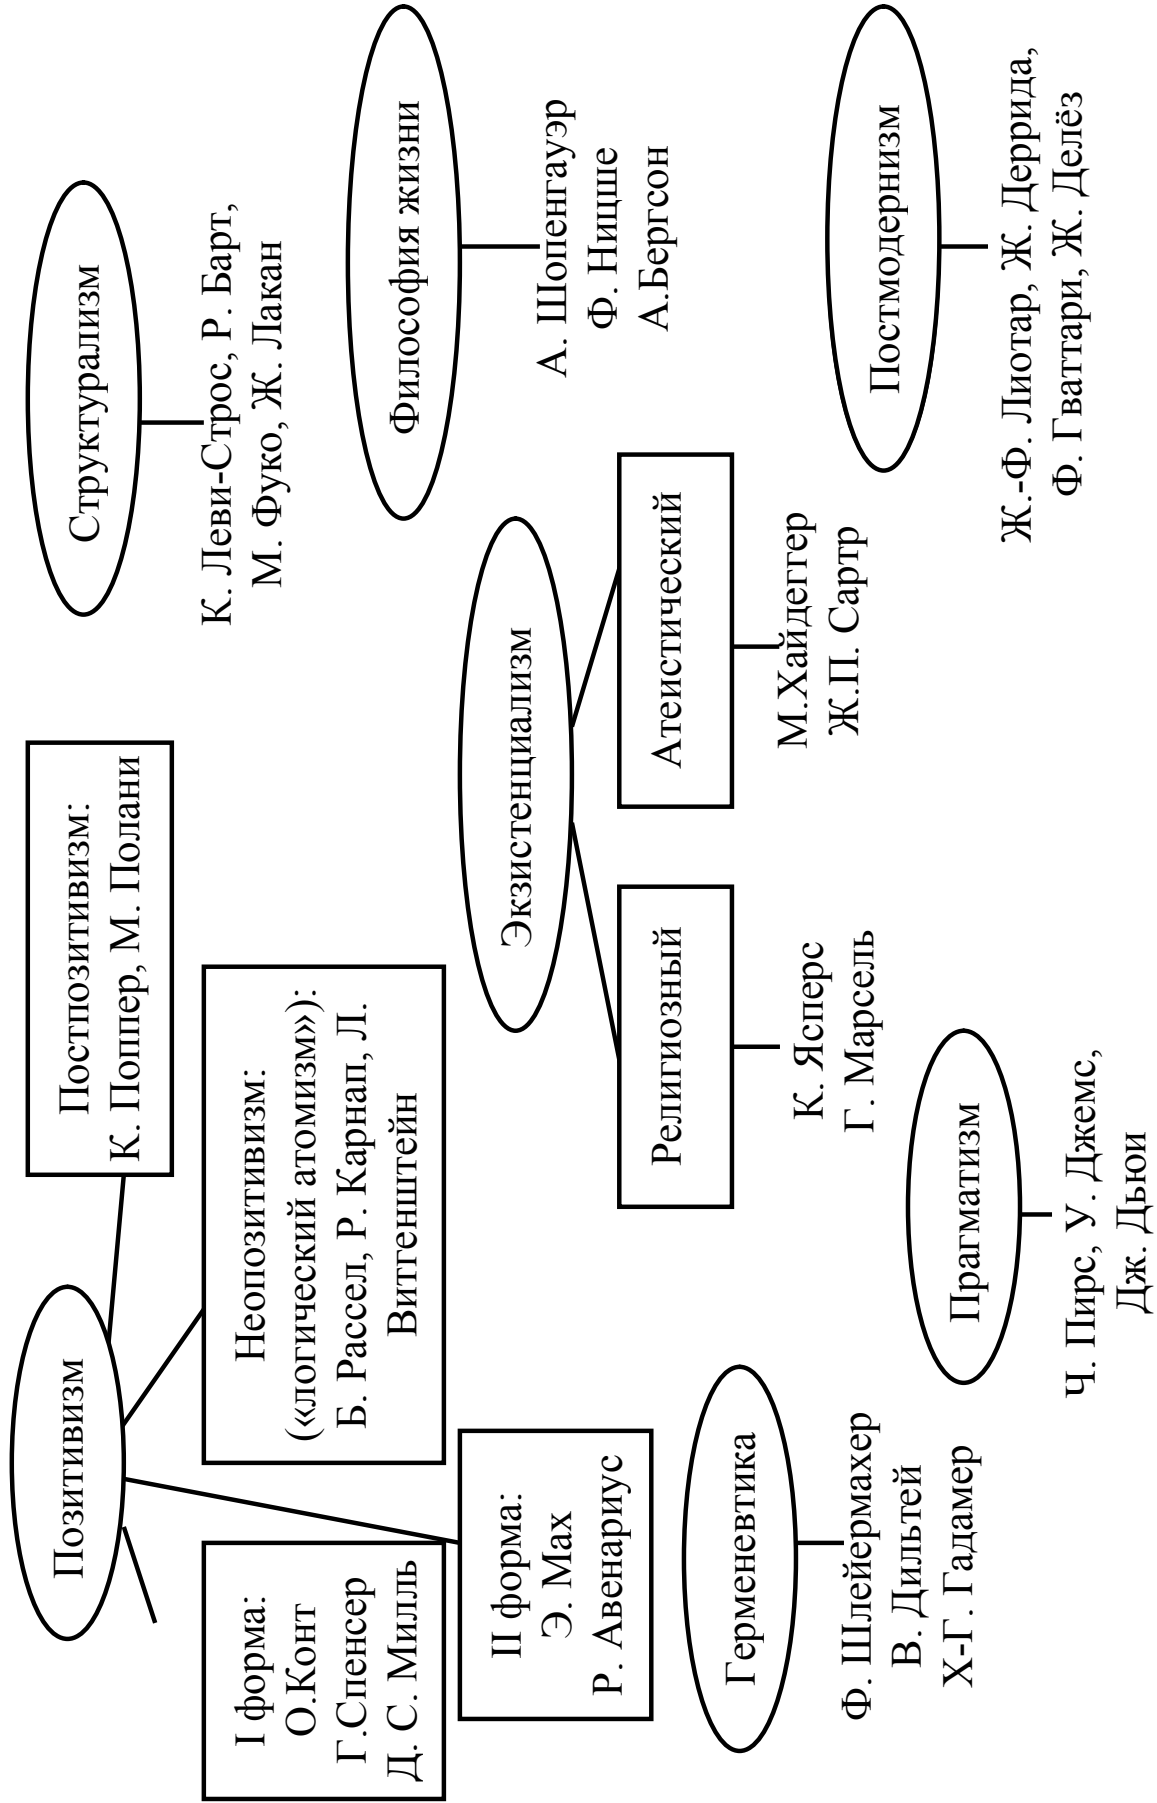 Позитивизм
Постпозитивизм:
К. Поппер, М. Полани
Структурализм
К. Леви-Строс, Р. Барт,
М. Фуко, Ж. Лакан
I форма:
О.Конт
Г.Спенсер
Д. С. Милль
Неопозитивизм:
(«логический атомизм»):
Б. Рассел, Р. Карнап, Л.
Витгенштейн
Философия жизни
А. Шопенгауэр
Ф. Ницше
А.Бергсон
II форма:
Э. Мах
Р. Авенариус
Экзистенциализм
Религиозный
К. Ясперс
Г. Марсель
Атеистический
М.Хайдеггер
Ж.П. Сартр
Герменевтика
Ф. Шлейермахер
В. Дильтей
Х-Г. Гадамер
Прагматизм
Ч. Пирс, У. Джемс,
Дж. Дьюи
Постмодернизм
Ж.-Ф. Лиотар, Ж. Деррида,
Ф. Гваттари, Ж. Делёз